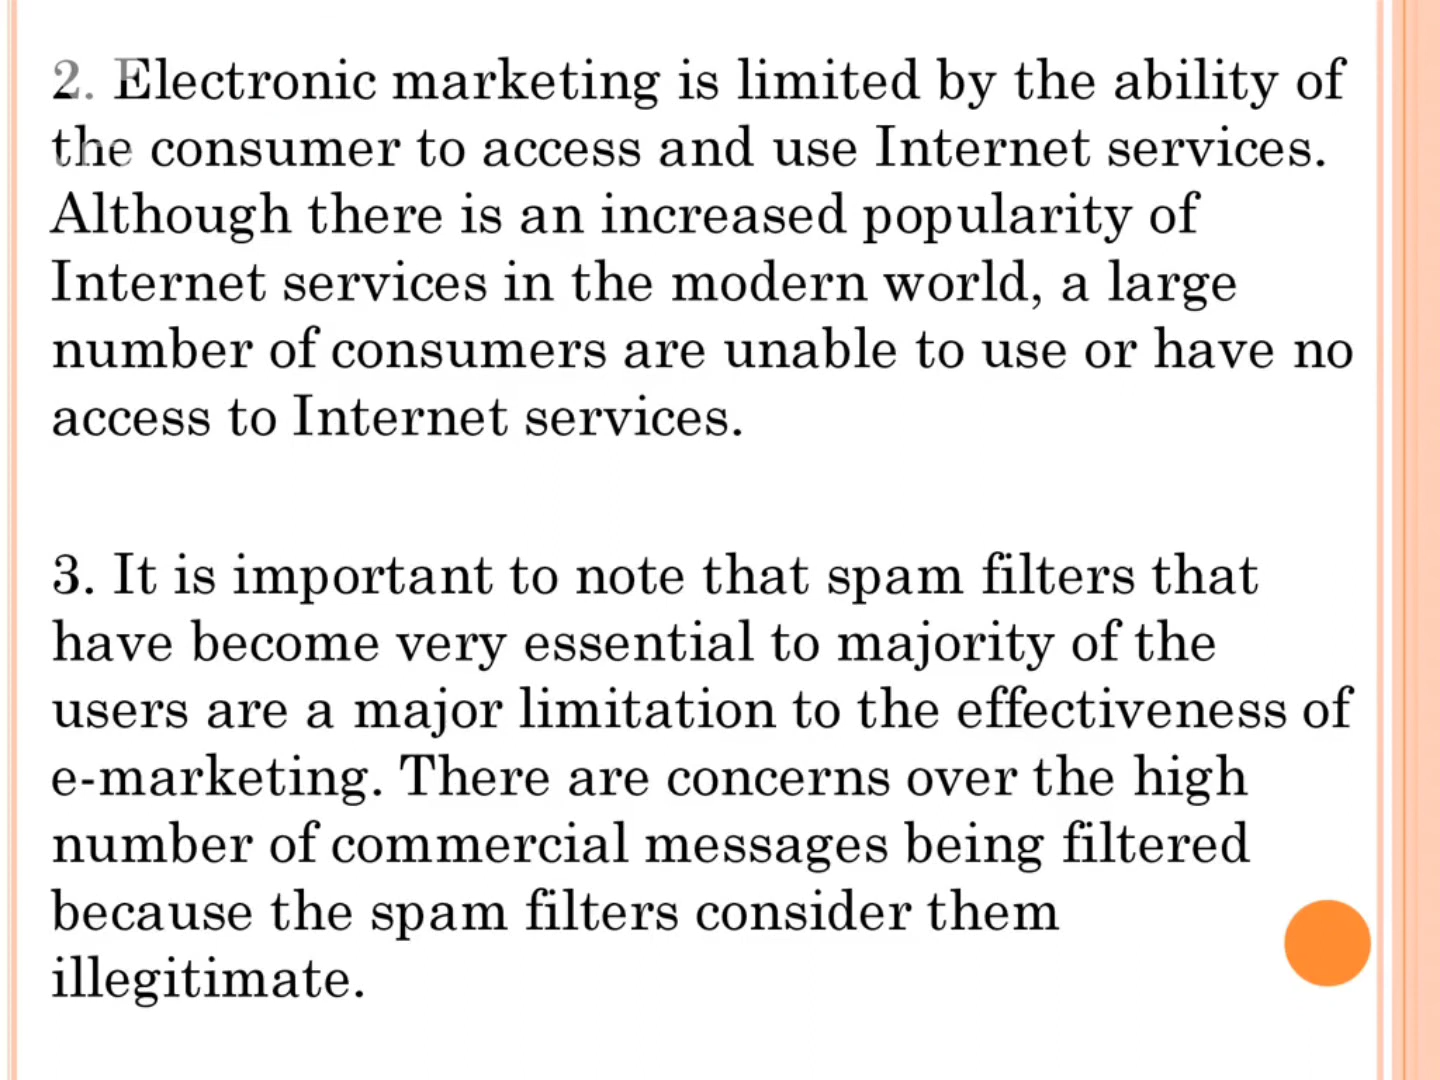 2. Electronic marketing is limited by the ability of
the consumer to access and use Internet services.
Although there is an increased popularity of
Internet services in the modern world, a large
number of consumers are unable to use or have no
access to Internet services.
3. It is important to note that spam filters that
have become very essential to majority of the
users are a major limitation to the effectiveness of
e-marketing. There are concerns over the high
number of commercial messages being filtered
because the spam filters consider them
illegitimate.